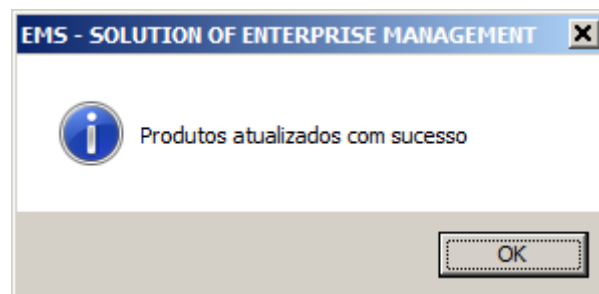 EMS - SOLUTION OF ENTERPRISE MANAGEMENT
Produtos atualizados com sucesso
OK